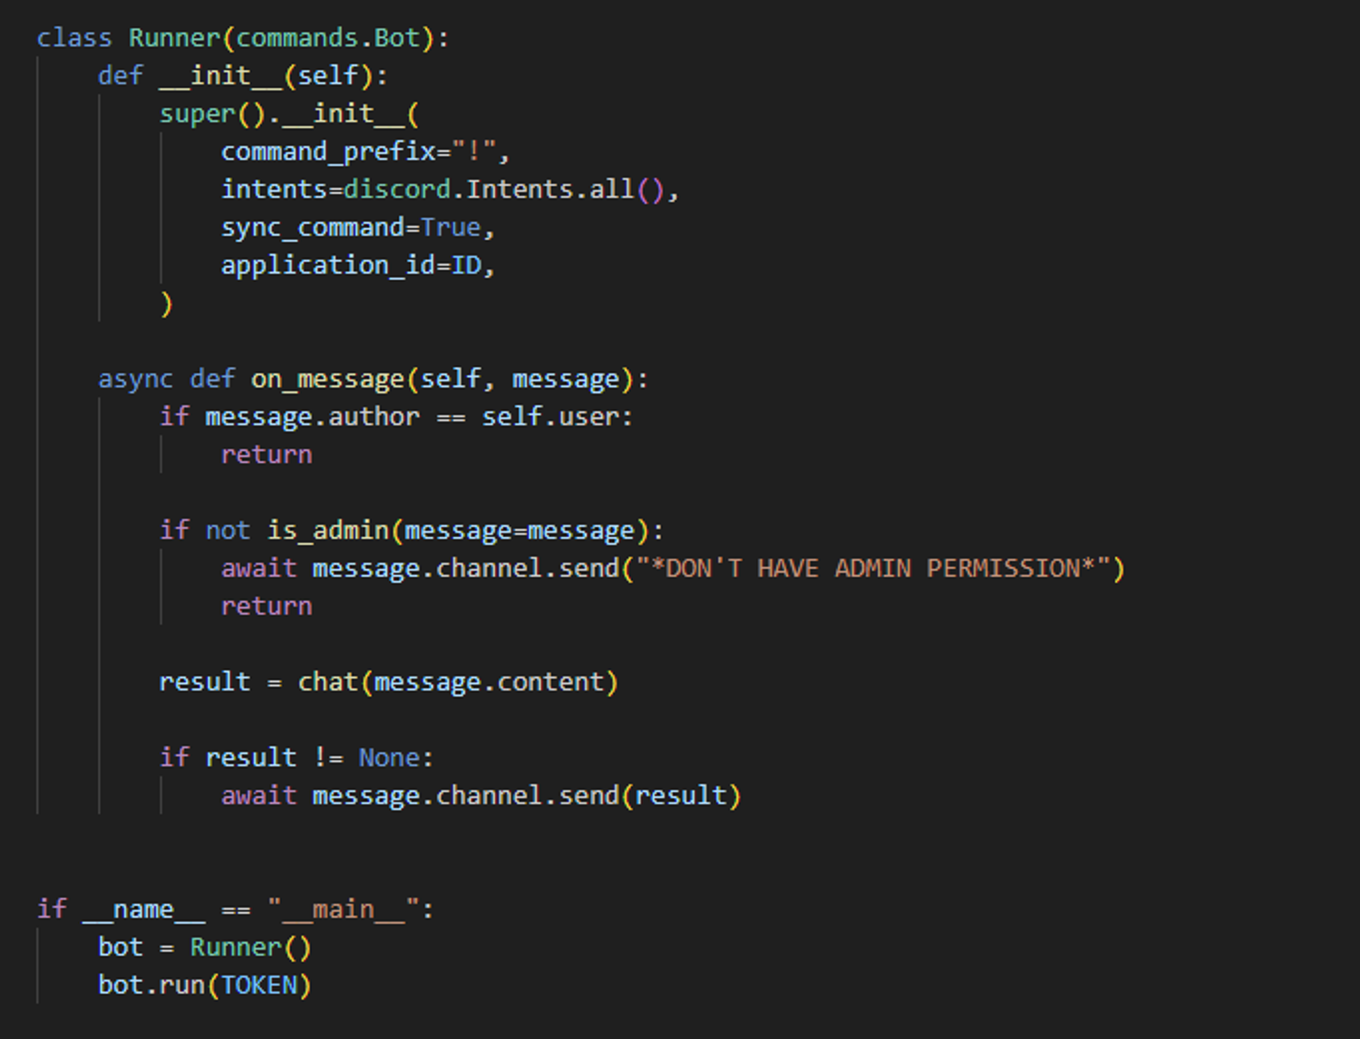 class Runner(commands.Bot):
    def __init__(self):
        super().__init__(
            command_prefix="!",
            intents=discord.Intents.all(),
            sync_command=True,
            application_id=ID,
        )

    async def on_message(self, message):
        if message.author == self.user:
            return

        if not is_admin(message=message):
            await message.channel.send("*DON'T HAVE ADMIN PERMISSION*")
            return

        result = chat(message.content)

        if result != None:
            await message.channel.send(result)


if __name__ == "__main__":
    bot = Runner()
    bot.run(TOKEN)